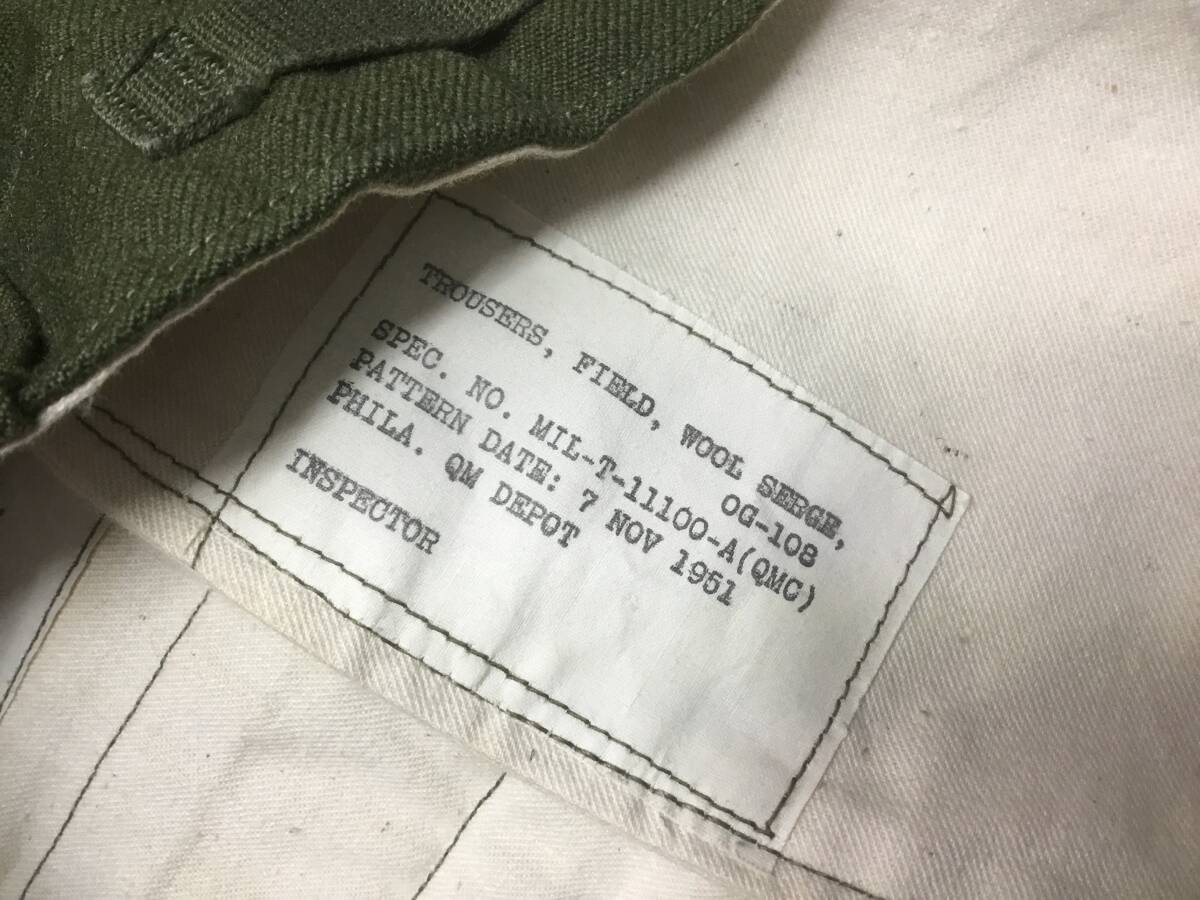 TROUSERS, FIELD, WOOL SERGE,
OG-108
SPEC. NO. MIL-T-11100-A(QMC)
PATTERN DATE: 7 NOV 1951
PHILA. QM DEPOT
INSPECTOR